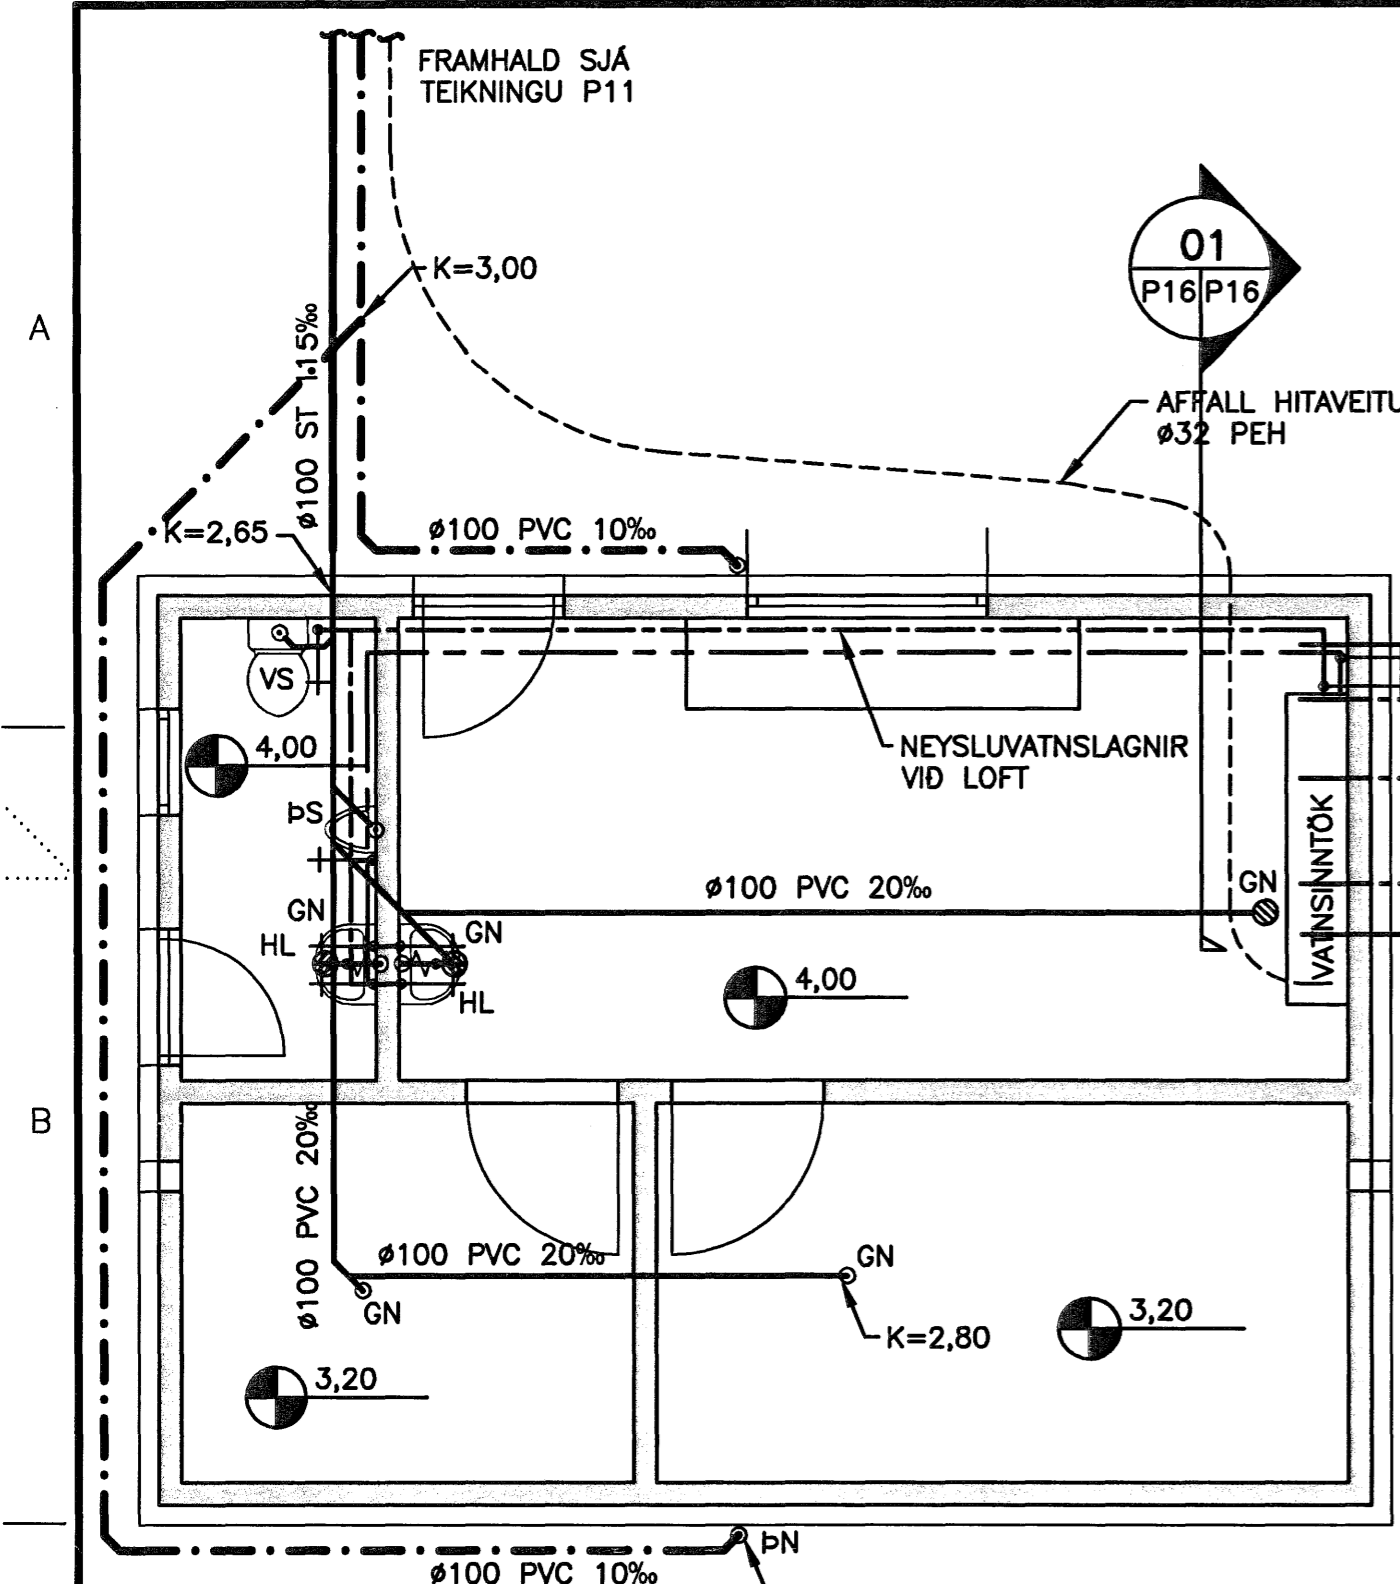 FRAMHALD SJÁ
TEIKNINGU P11
K=3,00
01
P16 P16
A
ø100 ST 115‰
AFFALL HITAVEITU
ø32 PEH
K=2,65
ø100 PVC 10‰
VS
4,00
NEYSLUVATNSLAGNIR
VIÐ LOFT
ÞS
VATNSINNTÖK
ø100 PVC 20‰
GN
GN
GN
HL
4,00
HL
B
ø100 PVC 20‰
ø100 PVC 20‰
GN
GN
3,20
K=2,80
3,20
ÞN
ø100 PVC 10‰